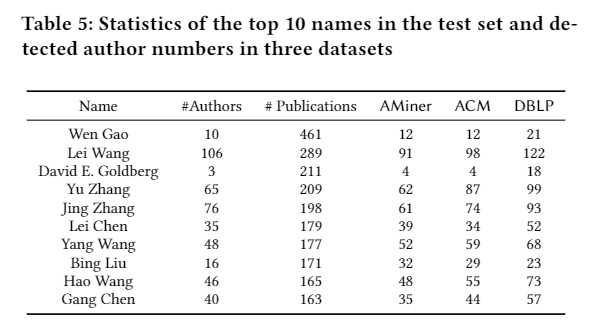 Table 5: Statistics of the top 10 names in the test set and de-
tected author numbers in three datasets
Name #Authors # Publications AMiner ACM DBLP
Wen Gao 10 461 12 12 21
Lei Wang 106 289 91 98 122
David E. Goldberg 3 211 4 4 18
Yu Zhang 65 209 62 87 99
Jing Zhang 76 198 61 74 93
Lei Chen 35 179 39 34 52
Yang Wang 48 177 52 59 68
Bing Liu 16 171 32 29 23
Hao Wang 46 165 48 55 73
Gang Chen 40 163 35 44 57